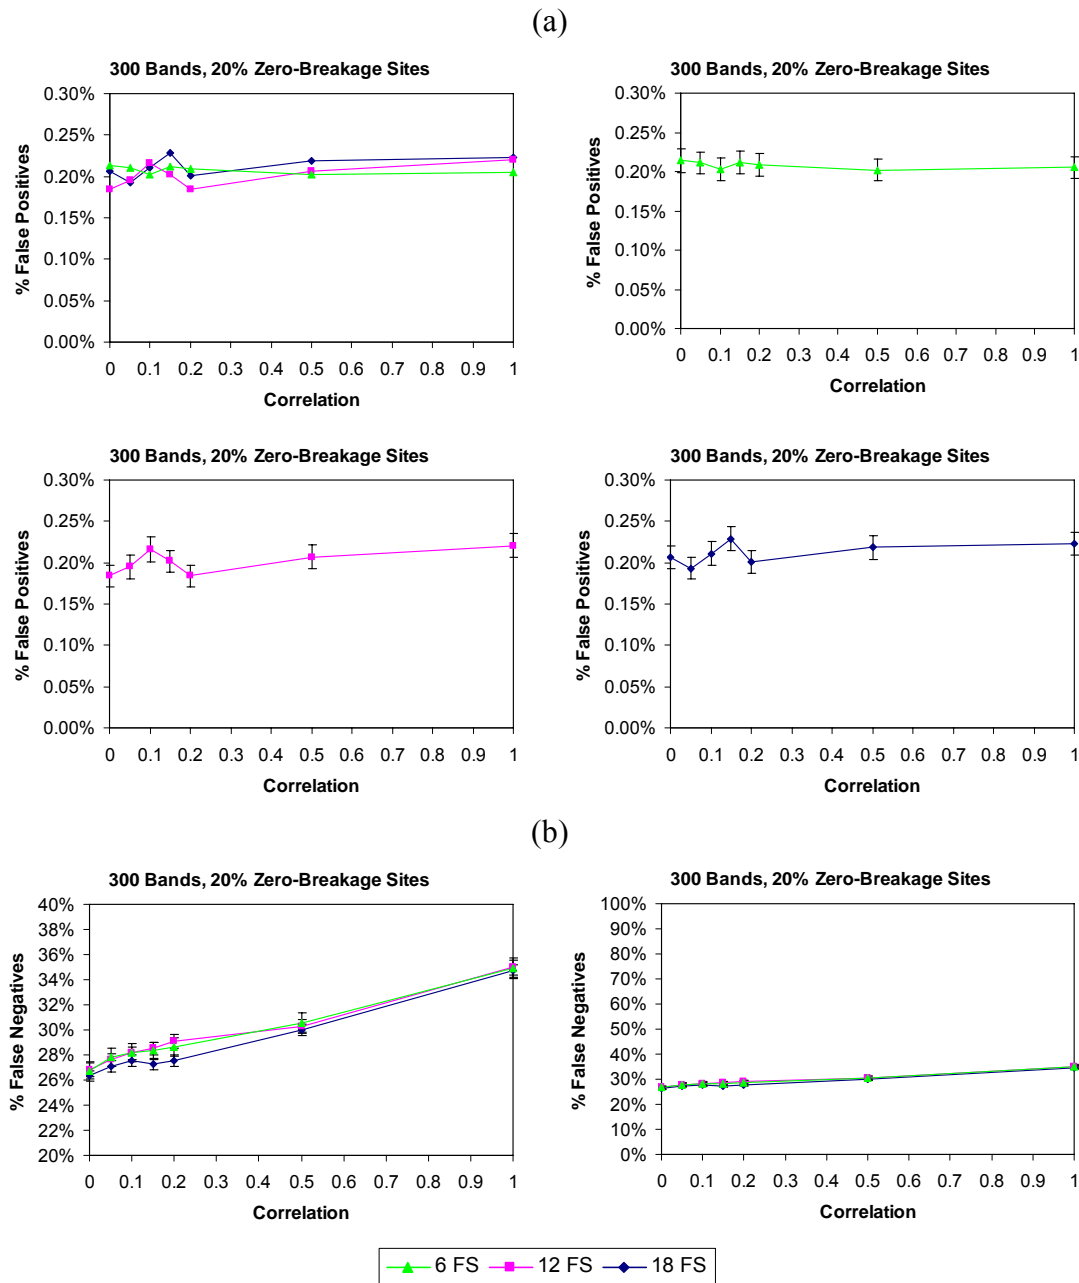 (a)
300 Bands, 20% Zero-Breakage Sites
% False Positives
0.30%
0.25%
0.20%
0.15%
0.10%
0.05%
0.00%
0 0.1 0.2 0.3 0.4 0.5 0.6 0.7 0.8 0.9 1
Correlation
300 Bands, 20% Zero-Breakage Sites
% False Positives
0.30%
0.25%
0.20%
0.15%
0.10%
0.05%
0.00%
0 0.1 0.2 0.3 0.4 0.5 0.6 0.7 0.8 0.9 1
Correlation
300 Bands, 20% Zero-Breakage Sites
% False Positives
0.30%
0.25%
0.20%
0.15%
0.10%
0.05%
0.00%
0 0.1 0.2 0.3 0.4 0.5 0.6 0.7 0.8 0.9 1
Correlation
300 Bands, 20% Zero-Breakage Sites
% False Positives
0.30%
0.25%
0.20%
0.15%
0.10%
0.05%
0.00%
0 0.1 0.2 0.3 0.4 0.5 0.6 0.7 0.8 0.9 1
Correlation
(b)
300 Bands, 20% Zero-Breakage Sites
% False Negatives
40%
38%
36%
34%
32%
30%
28%
26%
24%
22%
20%
0 0.1 0.2 0.3 0.4 0.5 0.6 0.7 0.8 0.9 1
Correlation
300 Bands, 20% Zero-Breakage Sites
% False Negatives
100%
90%
80%
70%
60%
50%
40%
30%
20%
10%
0%
0 0.1 0.2 0.3 0.4 0.5 0.6 0.7 0.8 0.9 1
Correlation
6 FS 12 FS 18 FS